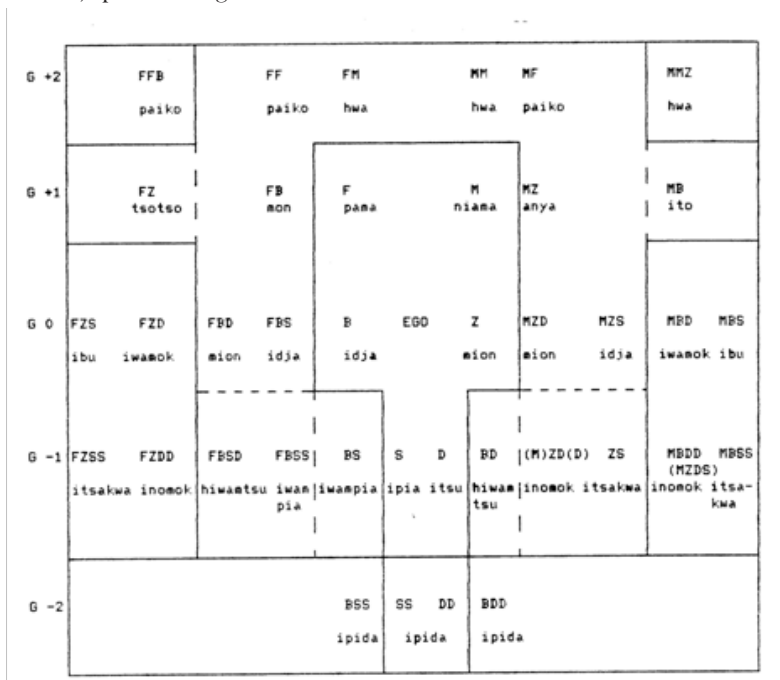 G +2 FFB FF FM MM MF MMZ
paiko paiko hwa hwa paiko hwa
G +1 FZ FB F M MZ MB
tsotso mon pama niama anya ito
G 0 FZS FZD FBD FBS B EGO Z MZD MZS MBD MBS
ibu iwamok mion idja idja mion mion idja iwamok ibu
G -1 FZSS FZDD FBSD FBSS BS S D BD (M)ZD(D) ZS MBDD MBSS
(MZDS)
itsakwa inomok hiwamtsu iwam iwampia ipia itsu hiwam inomok itsakwa inomok itsa-
pia tsu kwa
G -2 BSS SS DD BDD
ipida ipida ipida